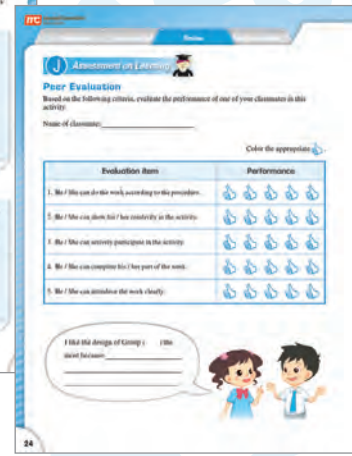 Review
J Assessment on Learning
Peer Evaluation
Based on the following criteria, evaluate the performance of one of your classmates in this
activity.
Name of classmate:
Color the appropriate
Evaluation Item
Performance
1. He / She can do the work according to the procedure.
2. He / She can show his / her creativity in the activity.
3. He / She can actively participate in the activity.
4. He / She can complete his / her part of the work.
5. He / She can introduce the work clearly.
I like the design of Group ( ) the
most because
24